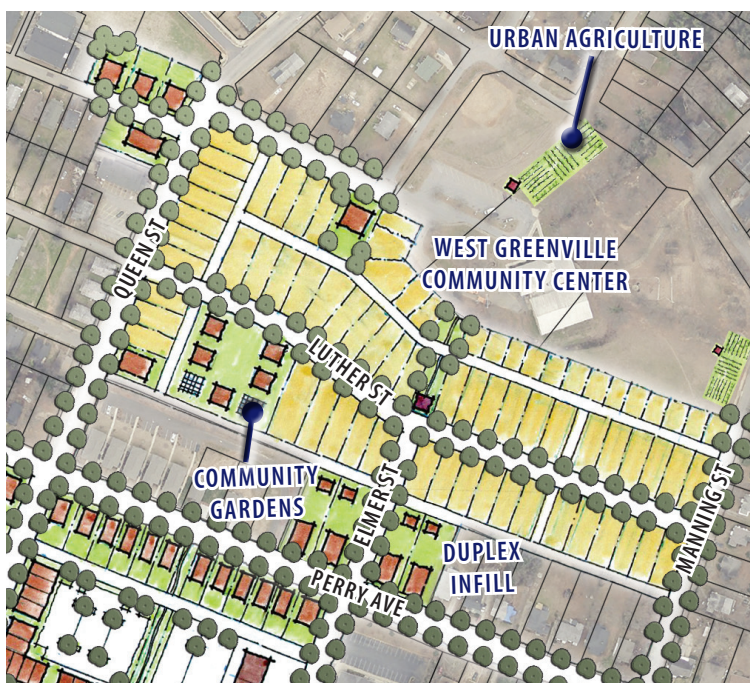 URBAN AGRICULTURE
WEST GREENVILLE
COMMUNITY CENTER
QUEEN ST
LUTHER ST
COMMUNITY
GARDENS
ELMER ST
MANNING ST
DUPLEX
INFILL
PERRY AVE